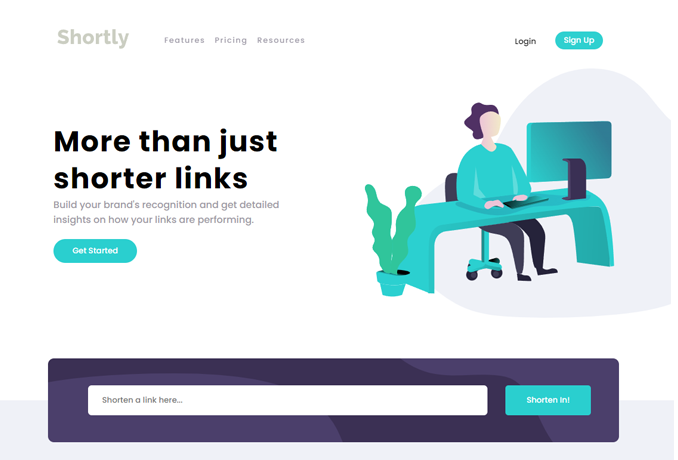 Shortly Features Pricing Resources Login Sign Up
More than just
shorter links
Build your brand's recognition and get detailed
insights on how your links are performing.
Get Started
Shorten a link here... Shorten In!